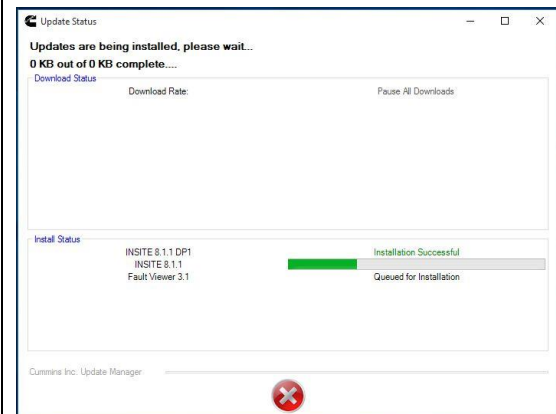 Update Status
Updates are being installed, please wait...
0 KB out of 0 KB complete....
Download Status
Download Rate: Pause All Downloads
Install Status
INSITE 8.1.1 DP1 Installation Successful
INSITE 8.1.1
Fault Viewer 3.1 Queued for Installation
Cummins Inc. Update Manager